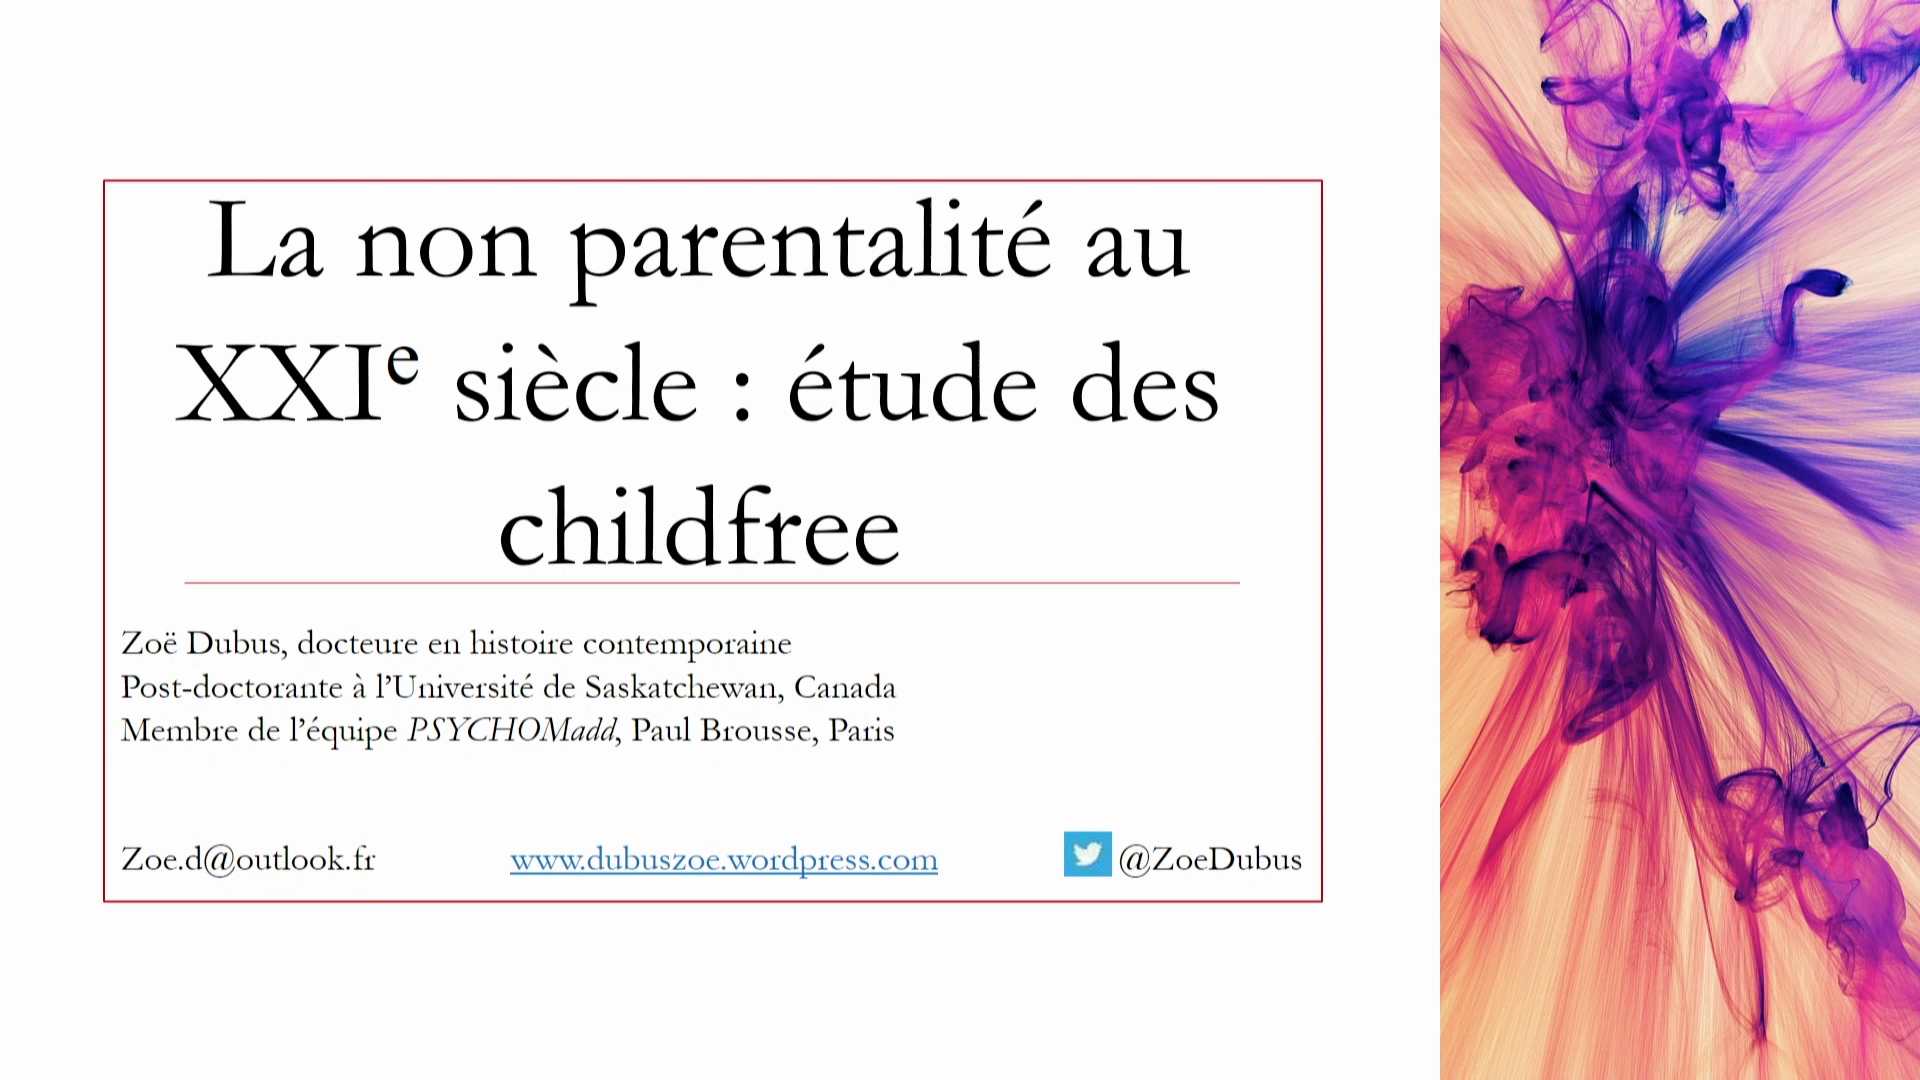 La non parentalité au
XXIe siècle : étude des
childfree
Zoë Dubus, docteure en histoire contemporaine
Post-doctorante à l’Université de Saskatchewan, Canada
Membre de l’équipe PSYCHOMadd, Paul Brousse, Paris
Zoe.d@outlook.fr www.dubuszoe.wordpress.com @ZoeDubus